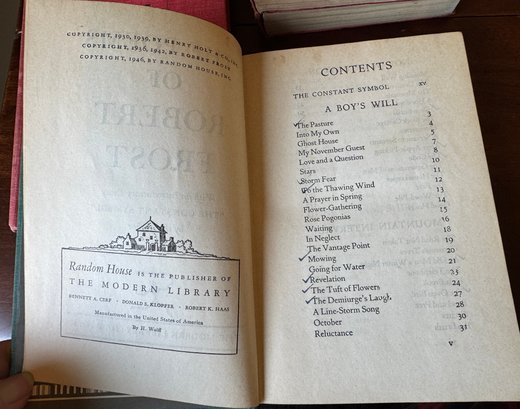 COPYRIGHT, 1930, 1939, BY HENRY HOLT & CO., INC.
COPYRIGHT, 1936, 1942, BY ROBERT FROST
COPYRIGHT, 1946, BY RANDOM HOUSE, INC.
OF
ROBERT
FROST
Random House IS THE PUBLISHER OF
THE MODERN LIBRARY
BENNETT A. CERF · DONALD S. KLOPFER · ROBERT K. HAAS
Manufactured in the United States of America
By H. Wolff
CONTENTS
THE CONSTANT SYMBOL xv
A BOY'S WILL
The Pasture 3
Into My Own 4
Ghost House 5
My November Guest 6
Love and a Question 8
Stars 10
Storm Fear 11
To the Thawing Wind 12
A Prayer in Spring 13
Flower-Gathering 14
Rose Pogonias 15
Waiting 16
In Neglect 18
The Vantage Point 19
Mowing 20
Going for Water 21
Revelation 23
The Tuft of Flowers 24
The Demiurge's Laugh 27
A Line-Storm Song 28
October
Reluctance
v